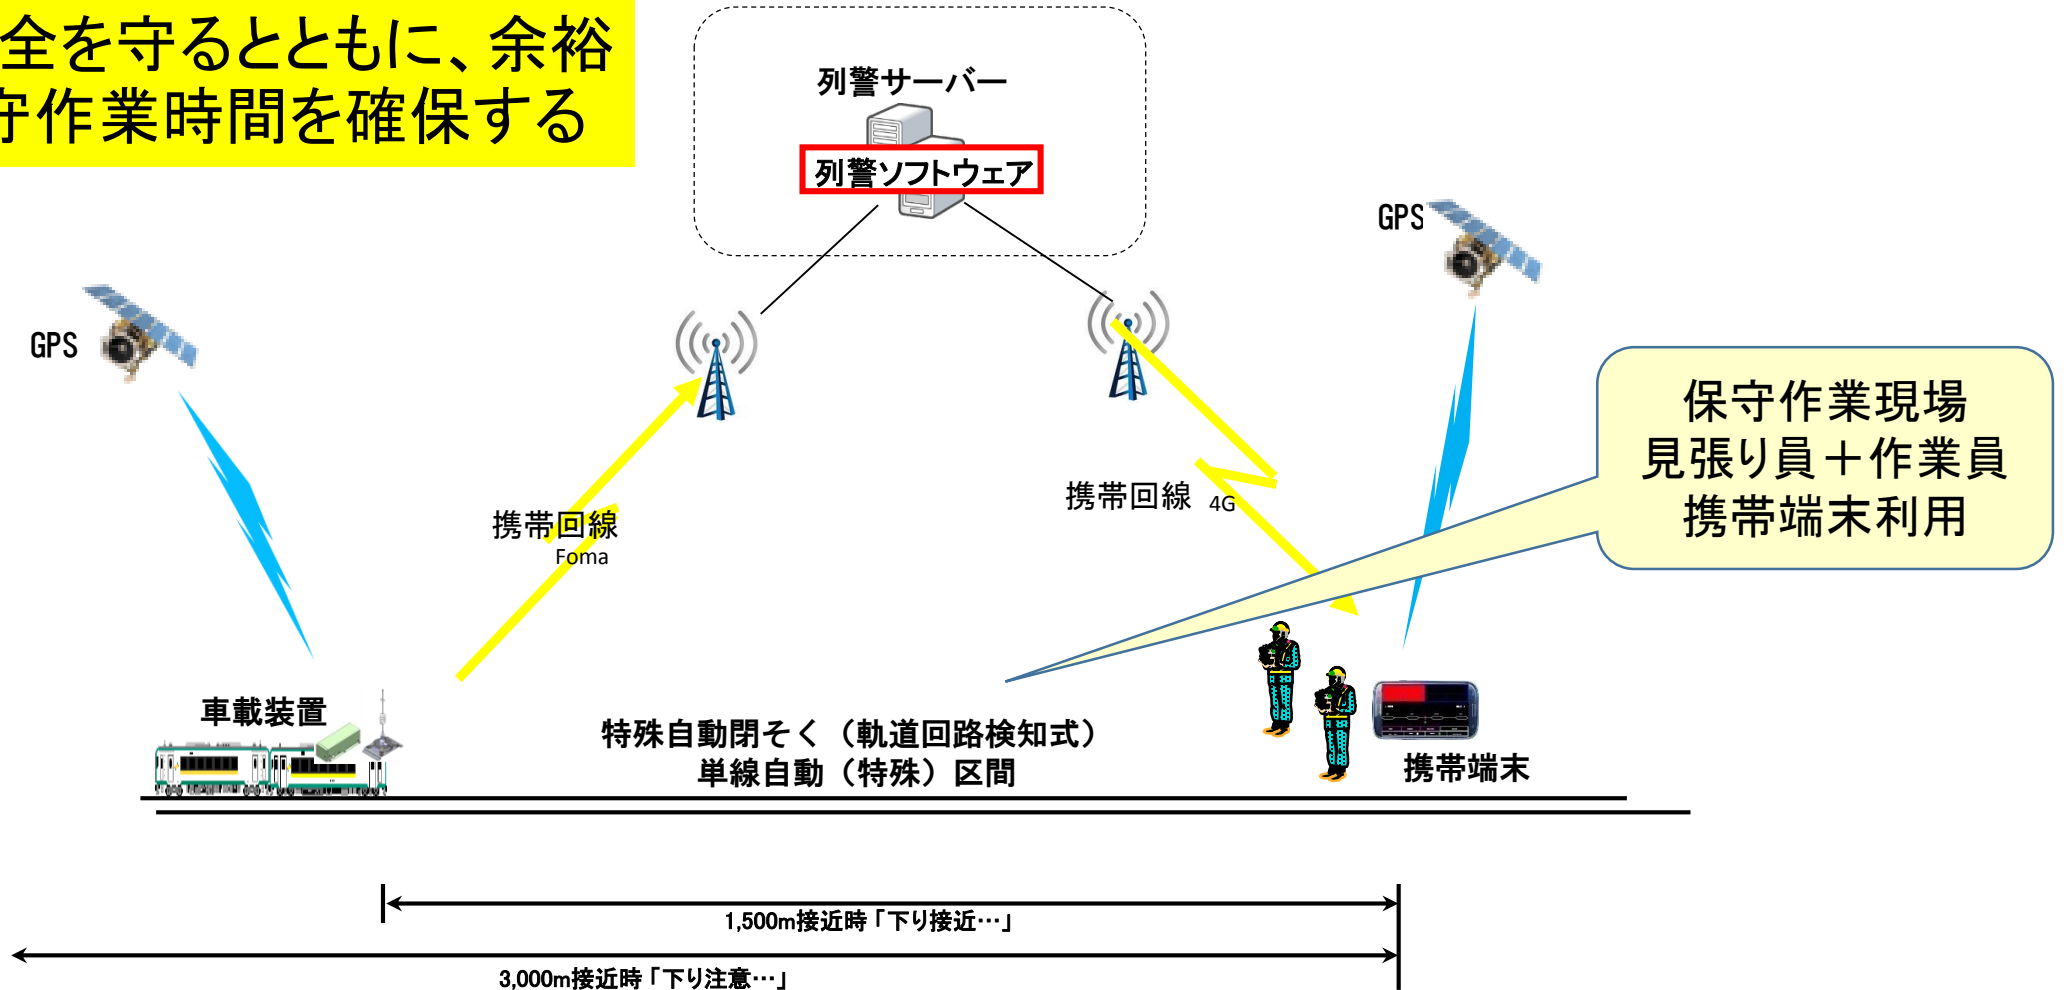 全を守るとともに、余裕
守作業時間を確保する
列警サーバー
列警ソフトウェア
GPS
GPS
保守作業現場
見張り員＋作業員
携帯端末利用
携帯回線 4G
携帯回線
Foma
車載装置
特殊自動閉そく（軌道回路検知式）
単線自動（特殊）区間
携帯端末
1,500m接近時「下り接近…」
3,000m接近時「下り注意…」